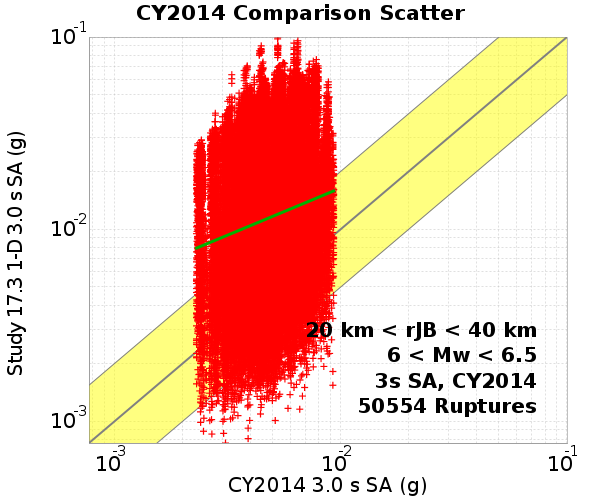 CY2014 Comparison Scatter
Study 17.3 1-D 3.0 s SA (g)
10-1
10-2
10-3
20 km < rJB < 40 km
6 < Mw < 6.5
3s SA, CY2014
50554 Ruptures
10-3 10-2 10-1
CY2014 3.0 s SA (g)